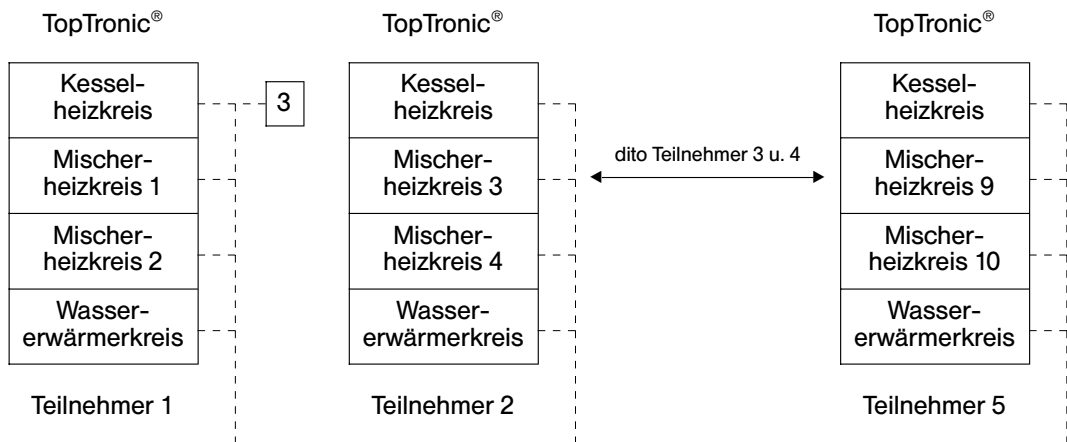 TopTronic®
Kessel-
heizkreis
3
Mischer-
heizkreis 1
Mischer-
heizkreis 2
Wasser-
erwärmerkreis
Teilnehmer 1
TopTronic®
Kessel-
heizkreis
Mischer-
heizkreis 3
Mischer-
heizkreis 4
Wasser-
erwärmerkreis
Teilnehmer 2
dito Teilnehmer 3 u. 4
TopTronic®
Kessel-
heizkreis
Mischer-
heizkreis 9
Mischer-
heizkreis 10
Wasser-
erwärmerkreis
Teilnehmer 5